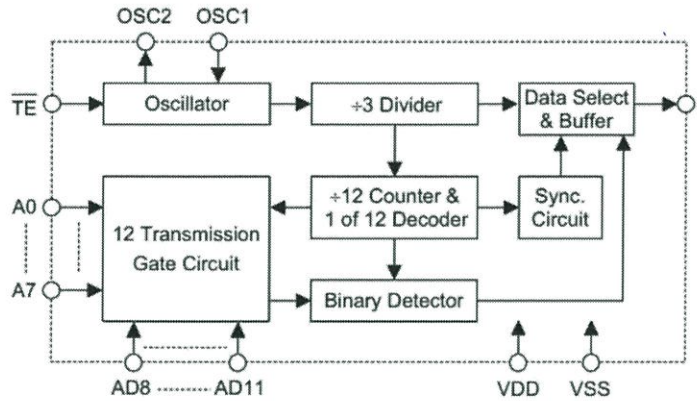 OSC2 OSC1
TE
Oscillator
÷3 Divider
Data Select
& Buffer
A0
12 Transmission
Gate Circuit
÷12 Counter &
1 of 12 Decoder
Sync.
Circuit
A7
Binary Detector
AD8 AD11 VDD VSS